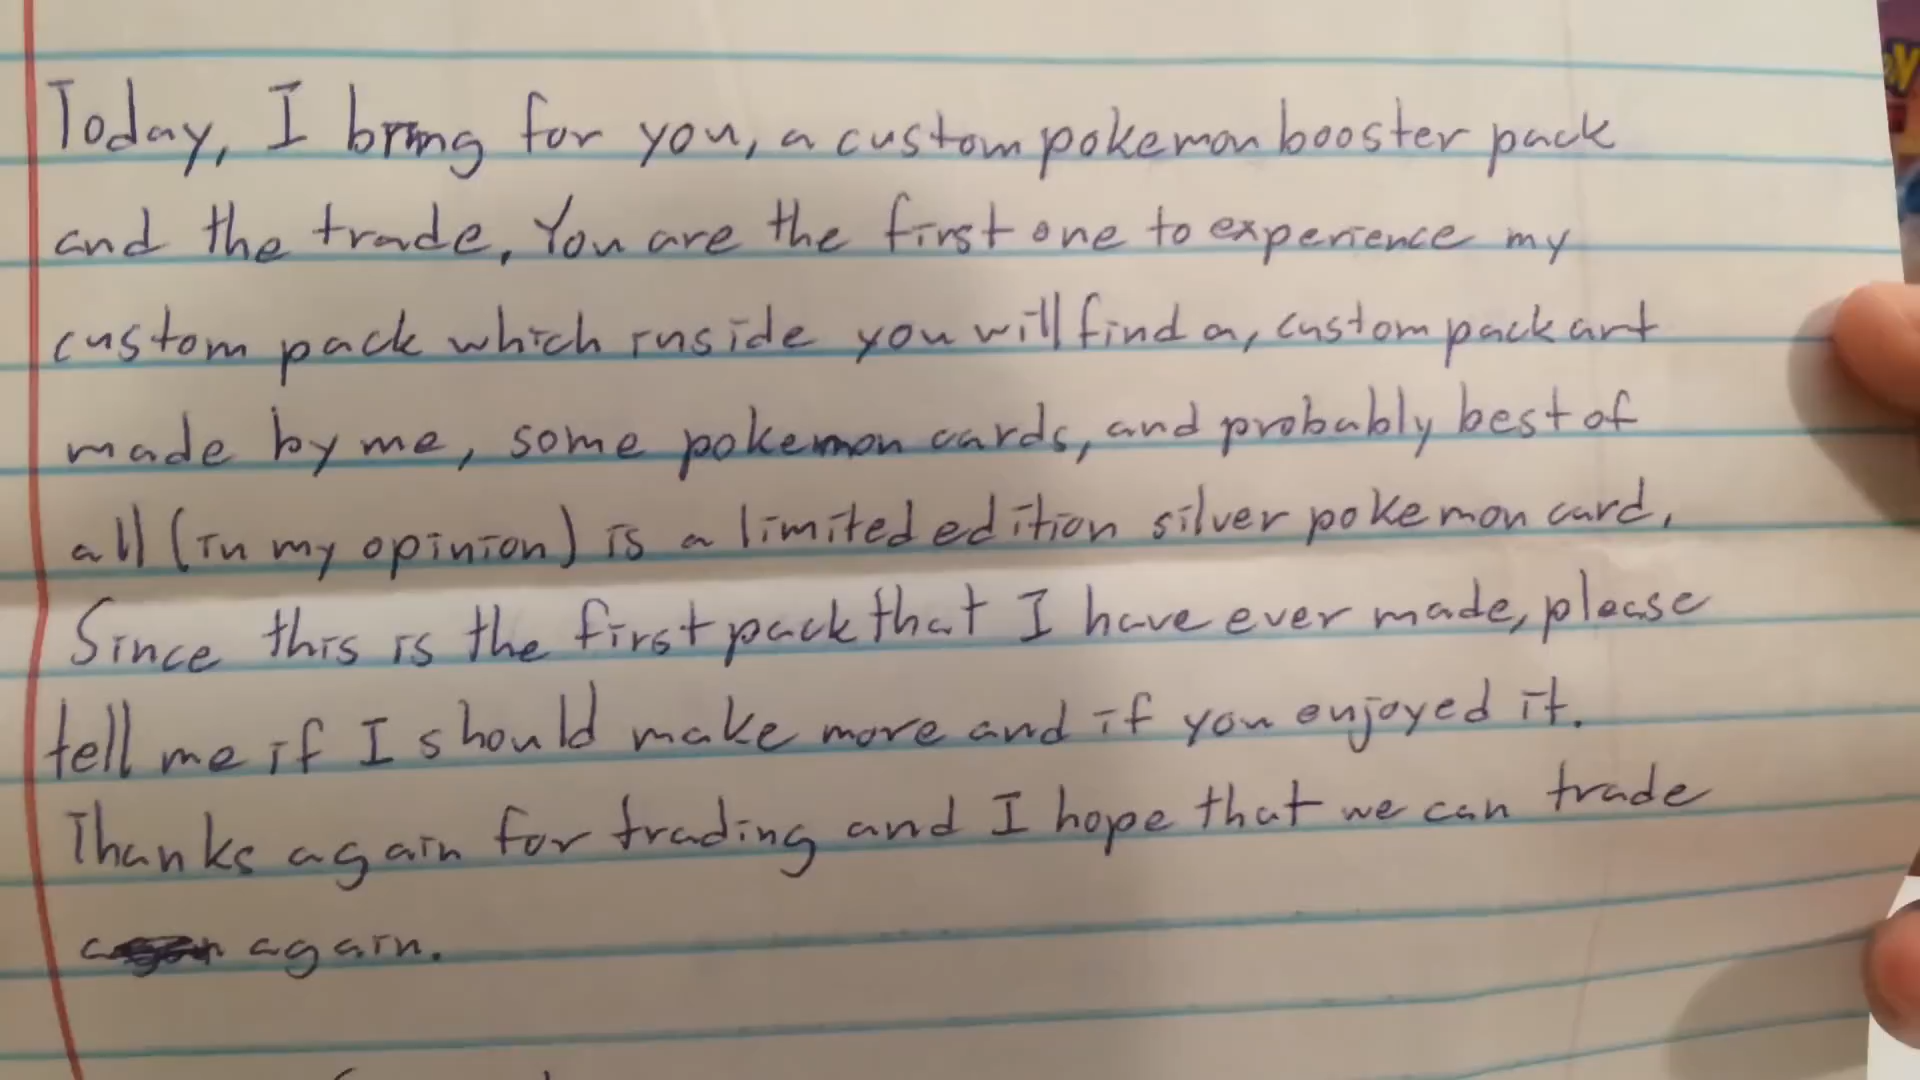 Today, I bring for you, a custom pokemon booster pack
and the trade. You are the first one to experience my
custom pack which inside you will find a, custom pack art
made by me, some pokemon cards, and probably best of
all (in my opinion) is a limited edition silver pokemon card.
Since this is the first pack that I have ever made, please
tell me if I should make more and if you enjoyed it.
Thanks again for trading and I hope that we can trade
again.